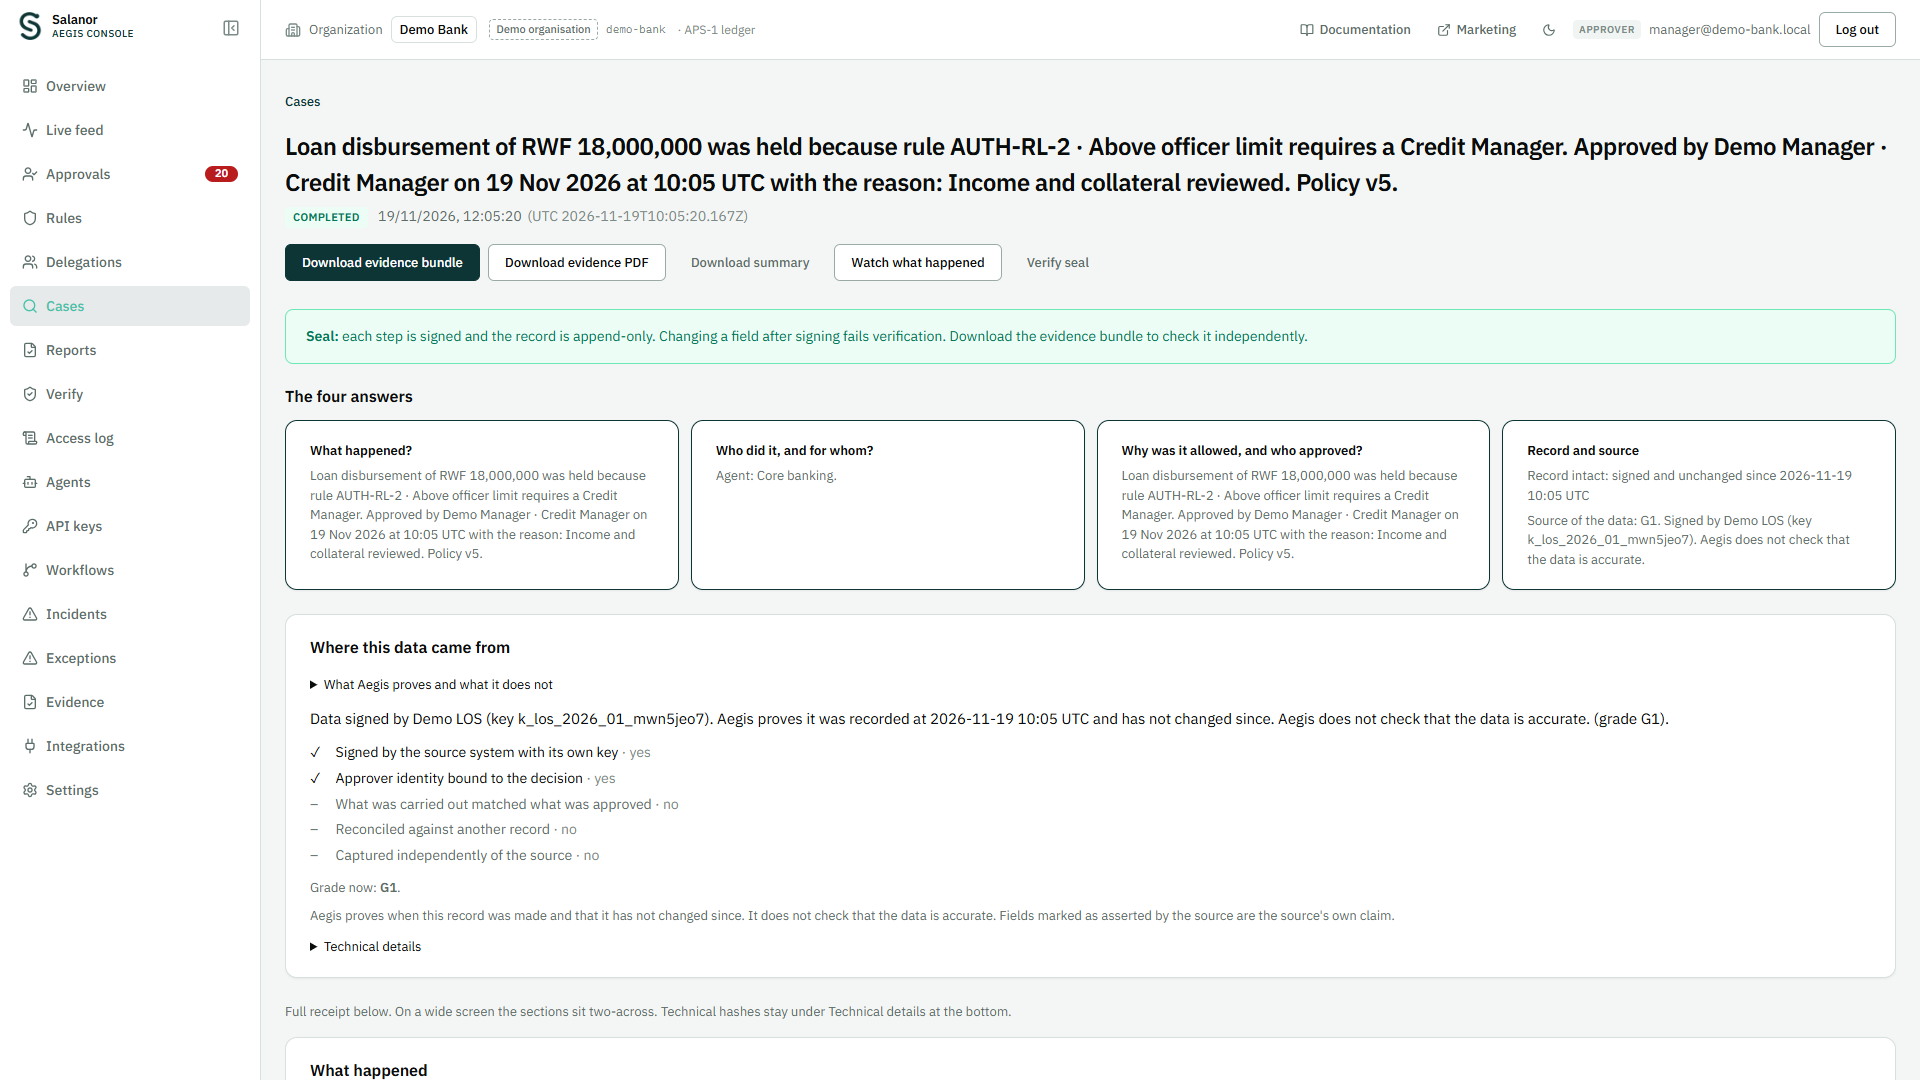 Salanor
AEGIS CONSOLE
Organization
Demo Bank
Demo organisation
demo-bank
· APS-1 ledger
Documentation
Marketing
APPROVER
manager@demo-bank.local
Log out
Overview
Live feed
Approvals
20
Rules
Delegations
Cases
Reports
Verify
Access log
Agents
API keys
Workflows
Incidents
Exceptions
Evidence
Integrations
Settings
Cases
Loan disbursement of RWF 18,000,000 was held because rule AUTH-RL-2 · Above officer limit requires a Credit Manager. Approved by Demo Manager ·
Credit Manager on 19 Nov 2026 at 10:05 UTC with the reason: Income and collateral reviewed. Policy v5.
COMPLETED
19/11/2026, 12:05:20 (UTC 2026-11-19T10:05:20.167Z)
Download evidence bundle
Download evidence PDF
Download summary
Watch what happened
Verify seal
Seal: each step is signed and the record is append-only. Changing a field after signing fails verification. Download the evidence bundle to check it independently.
The four answers
What happened?
Loan disbursement of RWF 18,000,000 was held because
rule AUTH-RL-2 · Above officer limit requires a Credit
Manager. Approved by Demo Manager · Credit Manager on
19 Nov 2026 at 10:05 UTC with the reason: Income and
collateral reviewed. Policy v5.
Who did it, and for whom?
Agent: Core banking.
Why was it allowed, and who approved?
Loan disbursement of RWF 18,000,000 was held because
rule AUTH-RL-2 · Above officer limit requires a Credit
Manager. Approved by Demo Manager · Credit Manager on
19 Nov 2026 at 10:05 UTC with the reason: Income and
collateral reviewed. Policy v5.
Record and source
Record intact: signed and unchanged since 2026-11-19
10:05 UTC
Source of the data: G1. Signed by Demo LOS (key
k_los_2026_01_mwn5jeo7). Aegis does not check that
the data is accurate.
Where this data came from
▶ What Aegis proves and what it does not
Data signed by Demo LOS (key k_los_2026_01_mwn5jeo7). Aegis proves it was recorded at 2026-11-19 10:05 UTC and has not changed since. Aegis does not check that the data is accurate. (grade G1).
✓ Signed by the source system with its own key · yes
✓ Approver identity bound to the decision · yes
– What was carried out matched what was approved · no
– Reconciled against another record · no
– Captured independently of the source · no
Grade now: G1.
Aegis proves when this record was made and that it has not changed since. It does not check that the data is accurate. Fields marked as asserted by the source are the source's own claim.
▶ Technical details
Full receipt below. On a wide screen the sections sit two-across. Technical hashes stay under Technical details at the bottom.
What happened